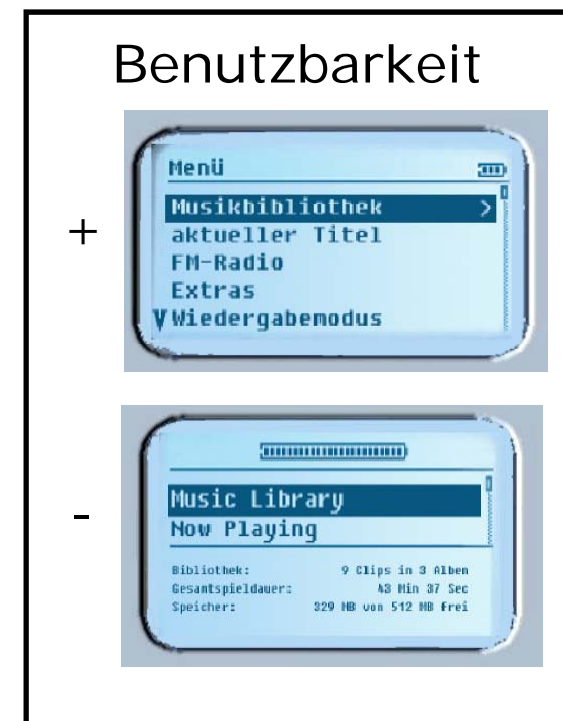 Benutzbarkeit
+
Menü
Musikbibliothek >
aktueller Titel
FM-Radio
Extras
Wiedergabemodus
-
Music Library
Now Playing
Bibliothek: 9 Clips in 3 Alben
Gesamtspieldauer: 43 Min 37 Sec
Speicher: 329 MB von 512 MB frei